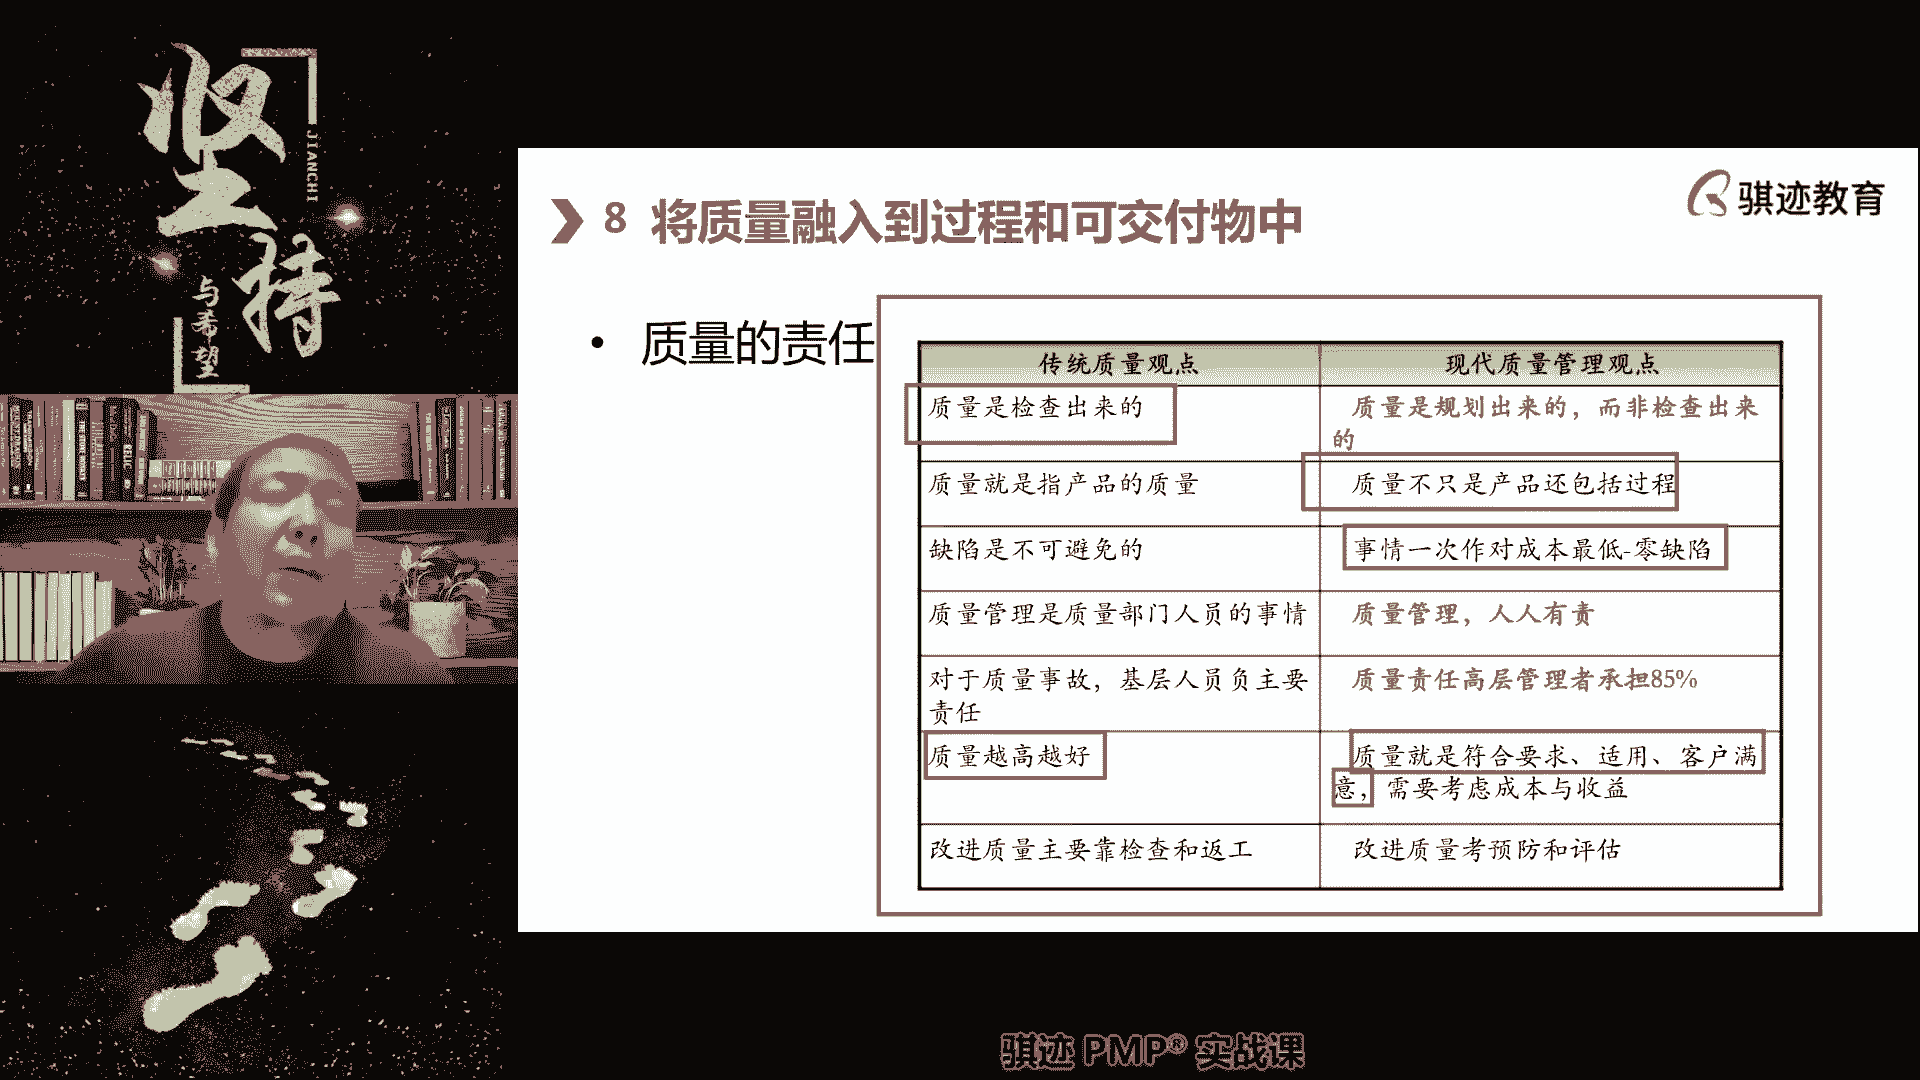 坚持
JIANCHI
与希望
骐迹教育
8 将质量融入到过程和可交付物中
• 质量的责任
传统质量观点
现代质量管理观点
质量是检查出来的
质量是规划出来的，而非检查出来
的
质量就是指产品的质量
质量不只是产品还包括过程
缺陷是不可避免的
事情一次作对成本最低-零缺陷
质量管理是质量部门人员的事情
质量管理，人人有责
对于质量事故，基层人员负主要
责任
质量责任高层管理者承担85%
质量越高越好
质量就是符合要求、适用、客户满
意，需要考虑成本与收益
改进质量主要靠检查和返工
改进质量考预防和评估
骐迹 PMP® 实战课